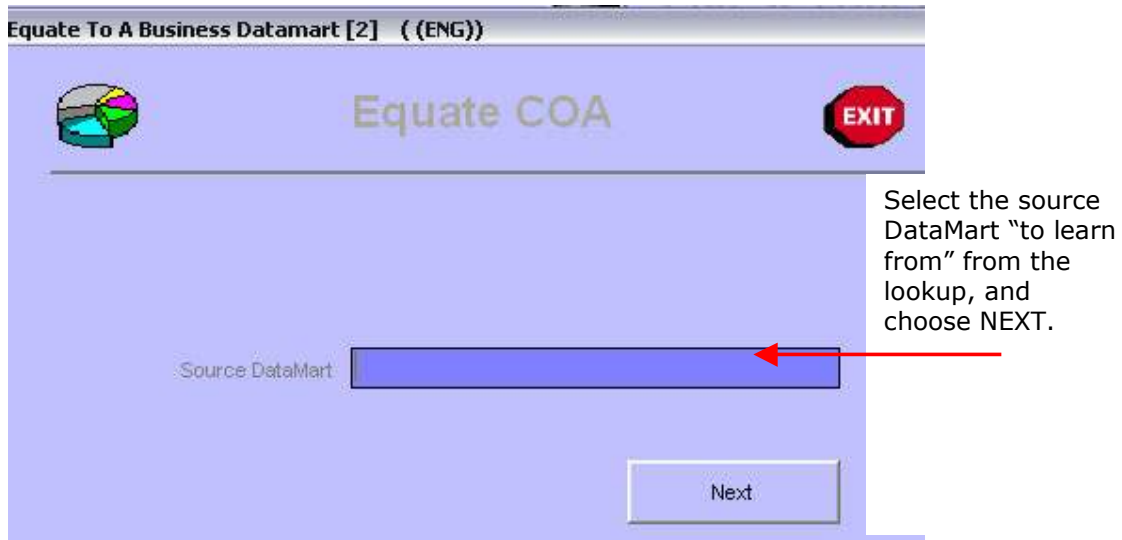 Equate To A Business Datamart [2] ( (ENG))
Equate COA
EXIT
Select the source
DataMart “to learn
from” from the
lookup, and
choose NEXT.
Source DataMart
Next